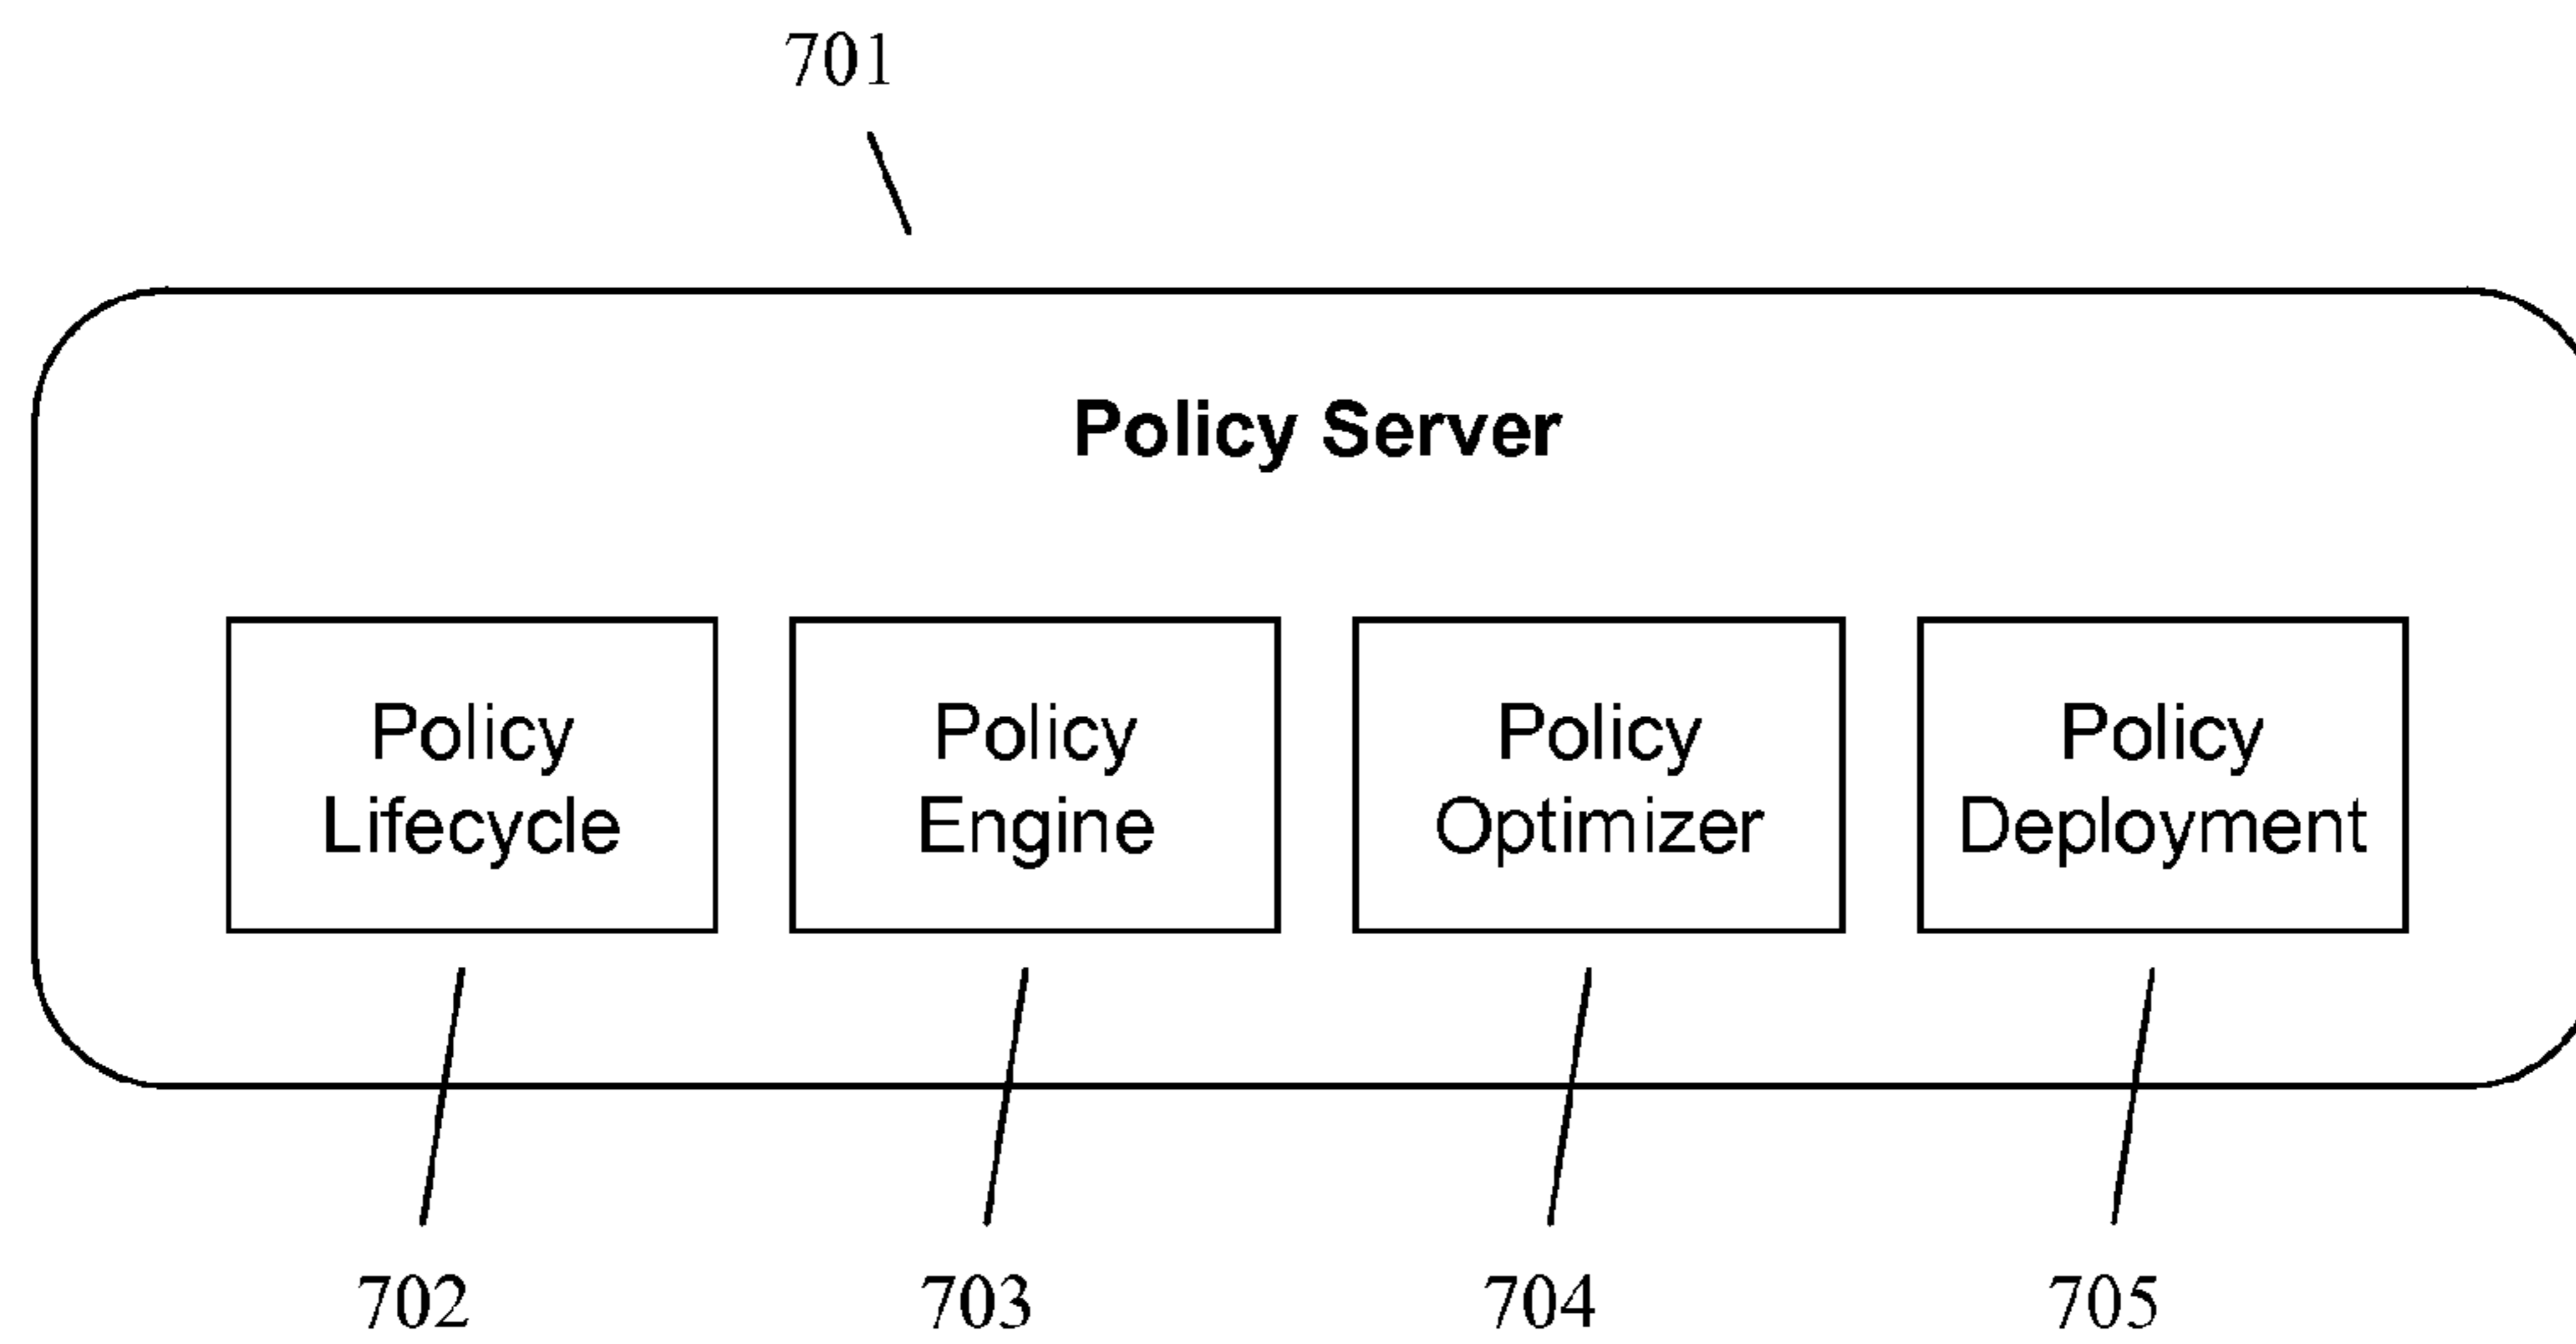 701
Policy Server
Policy
Lifecycle
Policy
Engine
Policy
Optimizer
Policy
Deployment
702
703
704
705